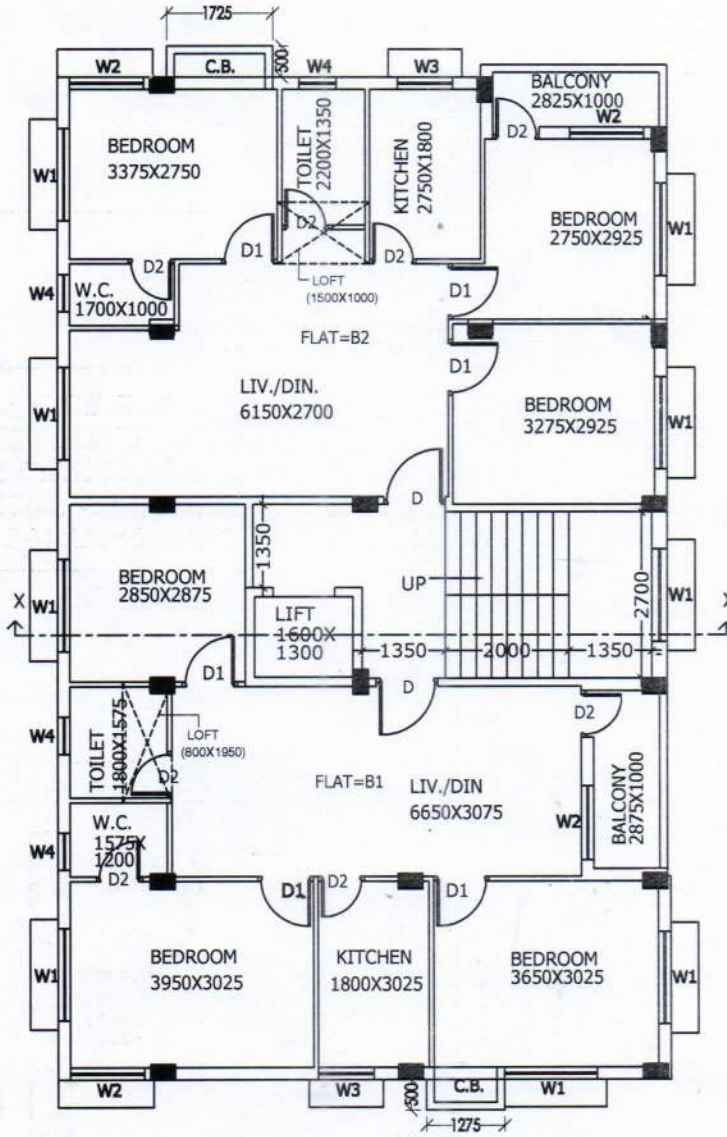 1725
W2
C.B.
500
W4
W3
BALCONY
2825X1000
W2
BEDROOM
3375X2750
TOILET
2200X1350
KITCHEN
2750X1800
D2
W1
BEDROOM
2750X2925
W1
D2
D1
D2
D2
W4
W.C.
1700X1000
LOFT
(1500X1000)
D1
FLAT=B2
D1
W1
LIV./DIN.
6150X2700
BEDROOM
3275X2925
W1
D
1350
BEDROOM
2850X2875
UP
2700
W1
W1
X
X
LIFT
1600X
1300
1350
2000
1350
D1
D
D2
W4
TOILET
1800X1575
LOFT
(800X1950)
D2
FLAT=B1
LIV./DIN
6650X3075
W2
BALCONY
2875X1000
W.C.
1575X
1200
W4
D2
D1
D2
D1
BEDROOM
3950X3025
KITCHEN
1800X3025
BEDROOM
3650X3025
W1
W1
W2
W3
500
C.B.
W1
1275